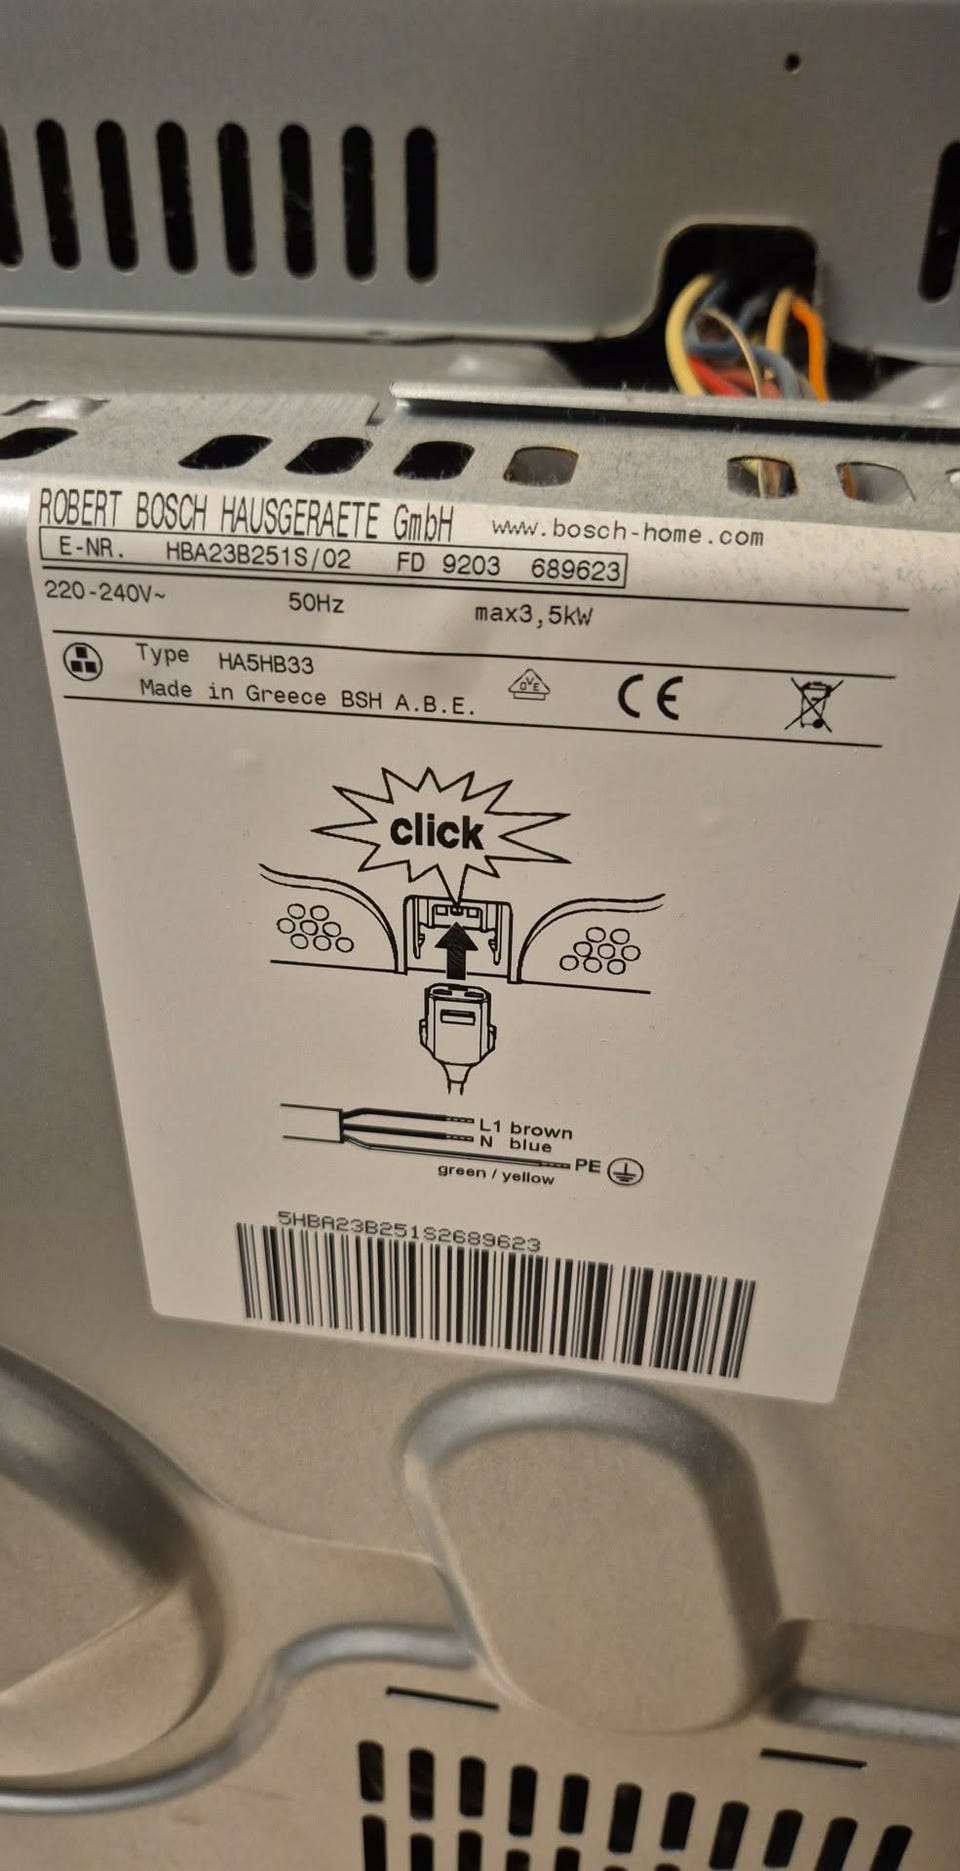 ROBERT BOSCH HAUSGERAETE GmbH www.bosch-home.com
E-NR. HBA23B251S/02 FD 9203 689623
220-240V~ 50Hz max3,5kW
Type HA5HB33
Made in Greece BSH A.B.E.
OVE
CE
click
L1 brown
N blue
PE
green / yellow
5HBA23B251S2689623